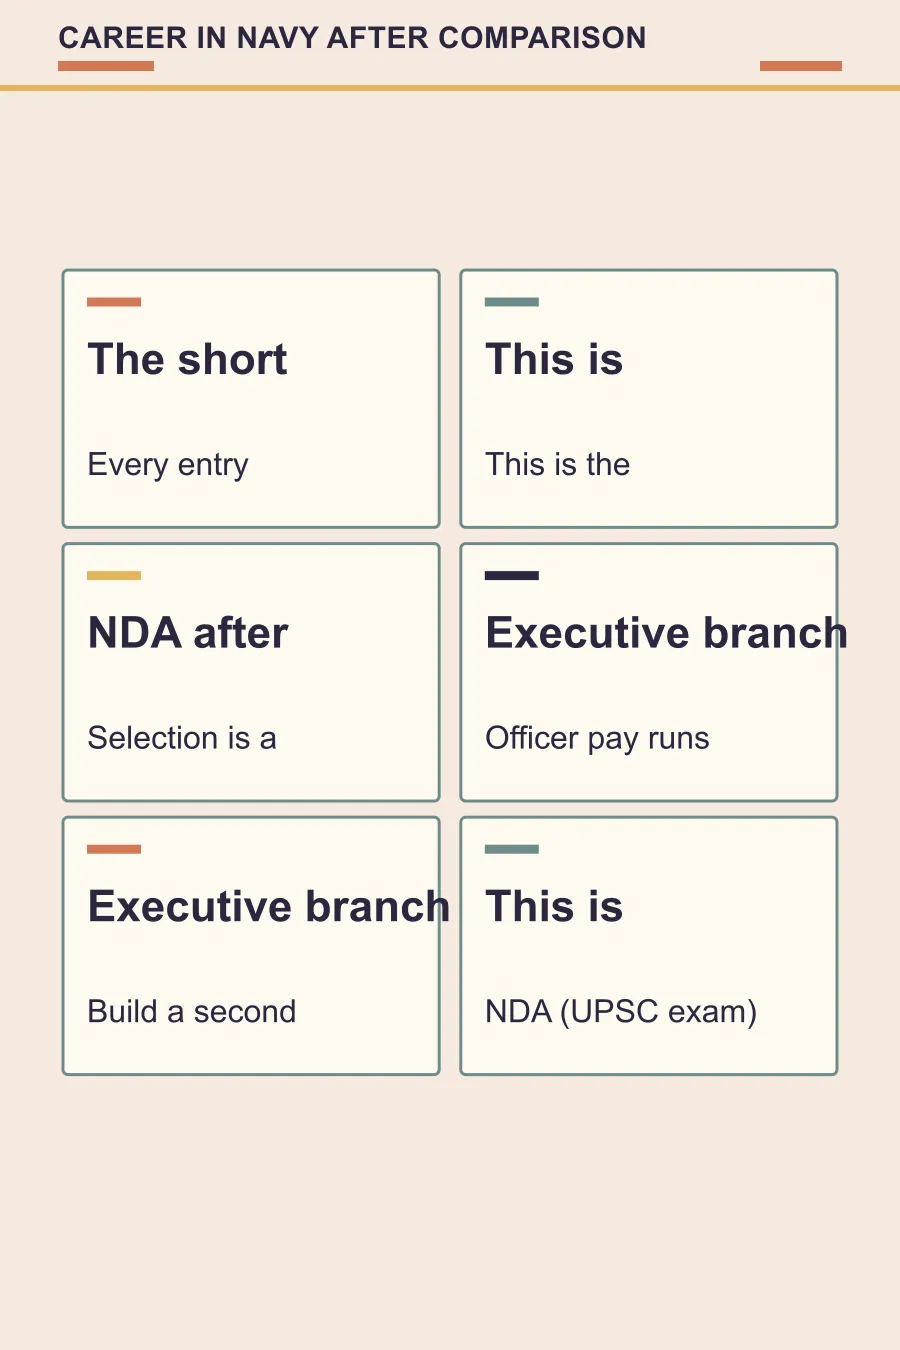 CAREER IN NAVY AFTER COMPARISON
The short
Every entry
This is
This is the
NDA after
Selection is a
Executive branch
Officer pay runs
Executive branch
Build a second
This is
NDA (UPSC exam)